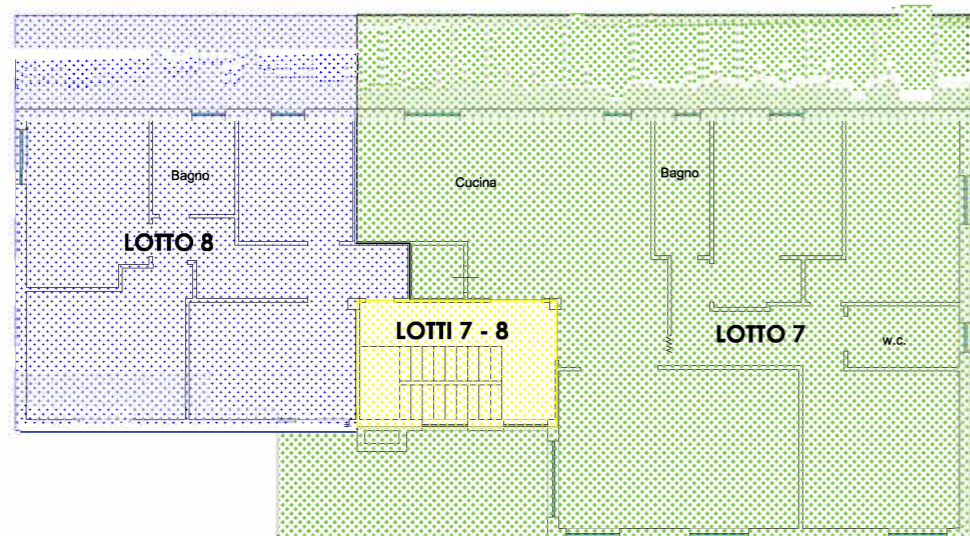 Bagno
Cucina
Bagno
LOTTO 8
LOTTI 7 - 8
LOTTO 7
w.c.